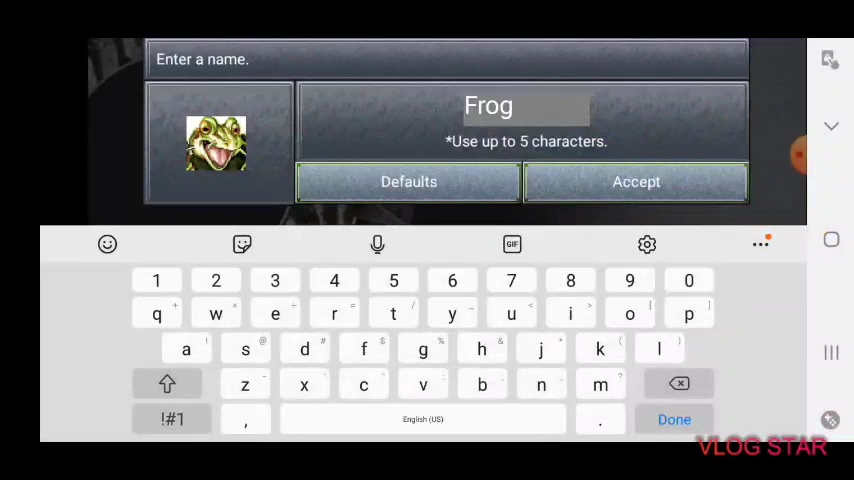 Enter a name.
Frog
*Use up to 5 characters.
Defaults Accept
GIF
1 2 3 4 5 6 7 8 9 0
q + w × e ÷ r = t / y _ u < i > o [ p ]
a ! s @ d # f $ g % h & j * k ( l )
z - x ' c " v : b ; n , m ?
!#1 , English (US) . Done
VLOG STAR